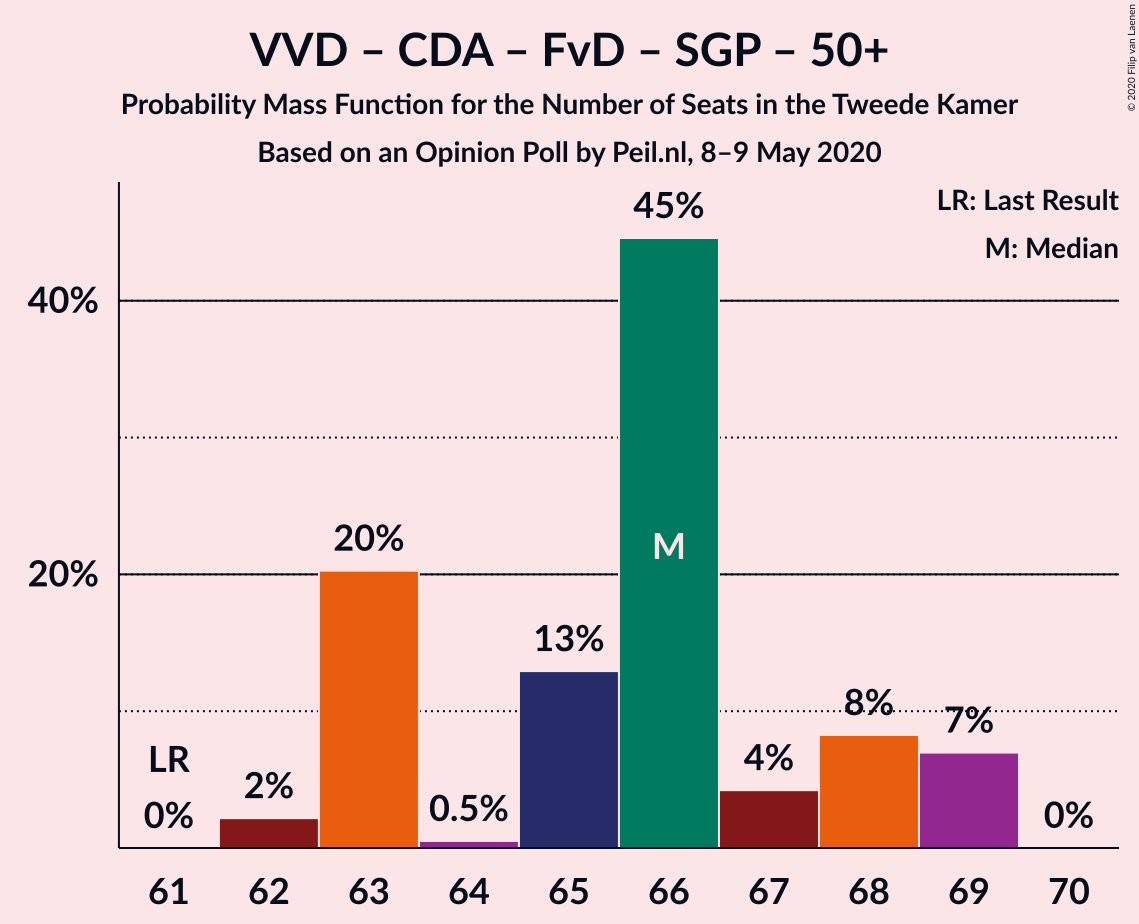 VVD – CDA – FvD – SGP – 50+
Probability Mass Function for the Number of Seats in the Tweede Kamer
Based on an Opinion Poll by Peil.nl, 8–9 May 2020
© 2020 Filip van Laenen
LR: Last Result
M: Median
45%
40%
20%
M
20%
13%
8%
7%
LR
4%
2%
0.5%
0%
0%
61 62 63 64 65 66 67 68 69 70